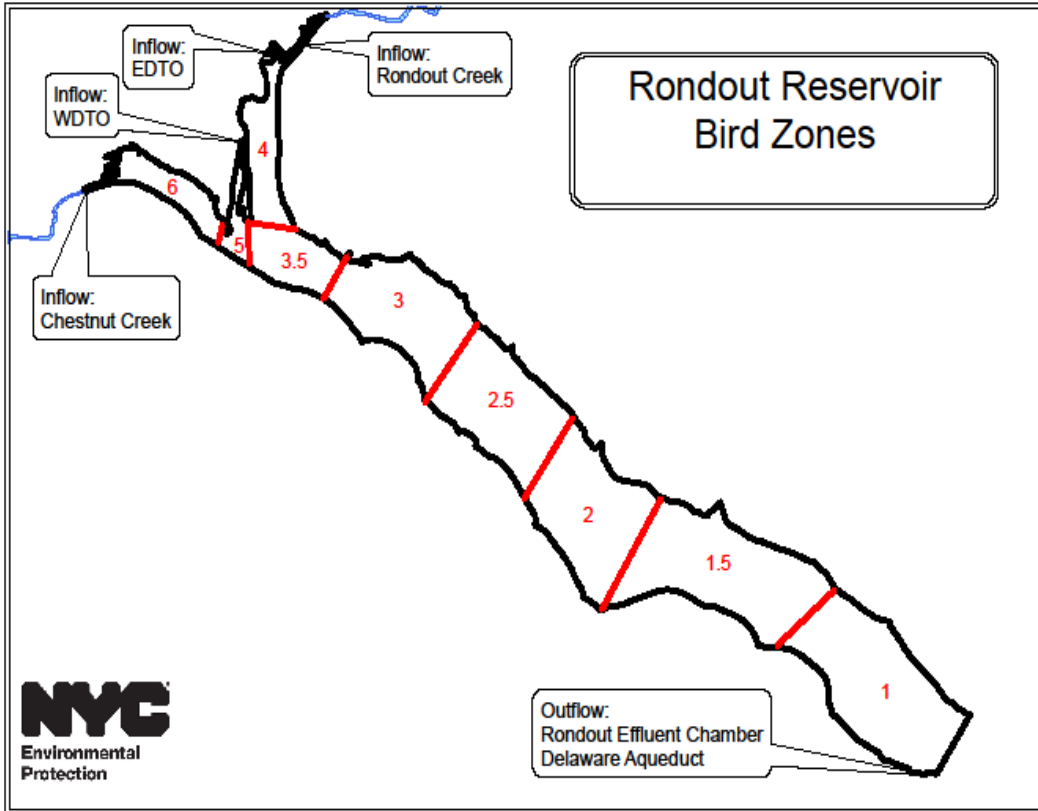 Rondout Reservoir
Bird Zones
Inflow:
EDTO
Inflow:
Rondout Creek
Inflow:
WDTO
4
6
5
3.5
Inflow:
Chestnut Creek
3
2.5
2
1.5
1
Outflow:
Rondout Effluent Chamber
Delaware Aqueduct
NYC
Environmental
Protection